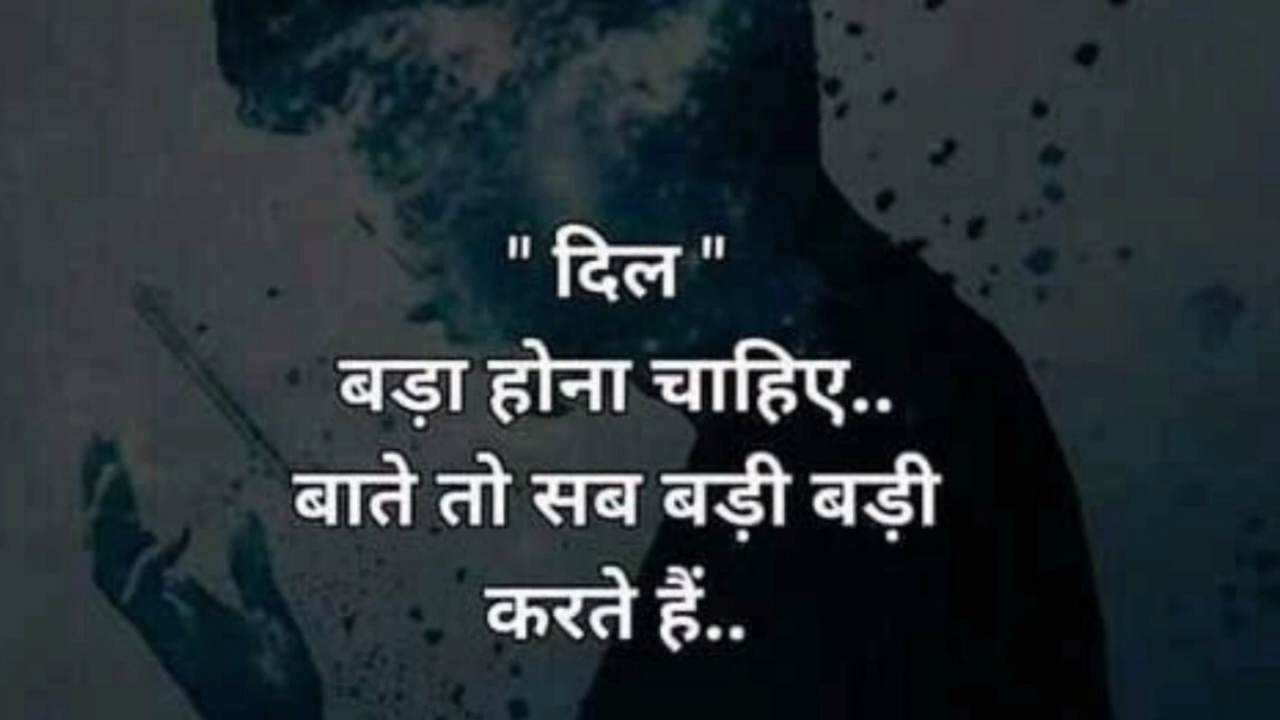 " दिल "
बड़ा होना चाहिए..
बाते तो सब बड़ी बड़ी
करते हैं..